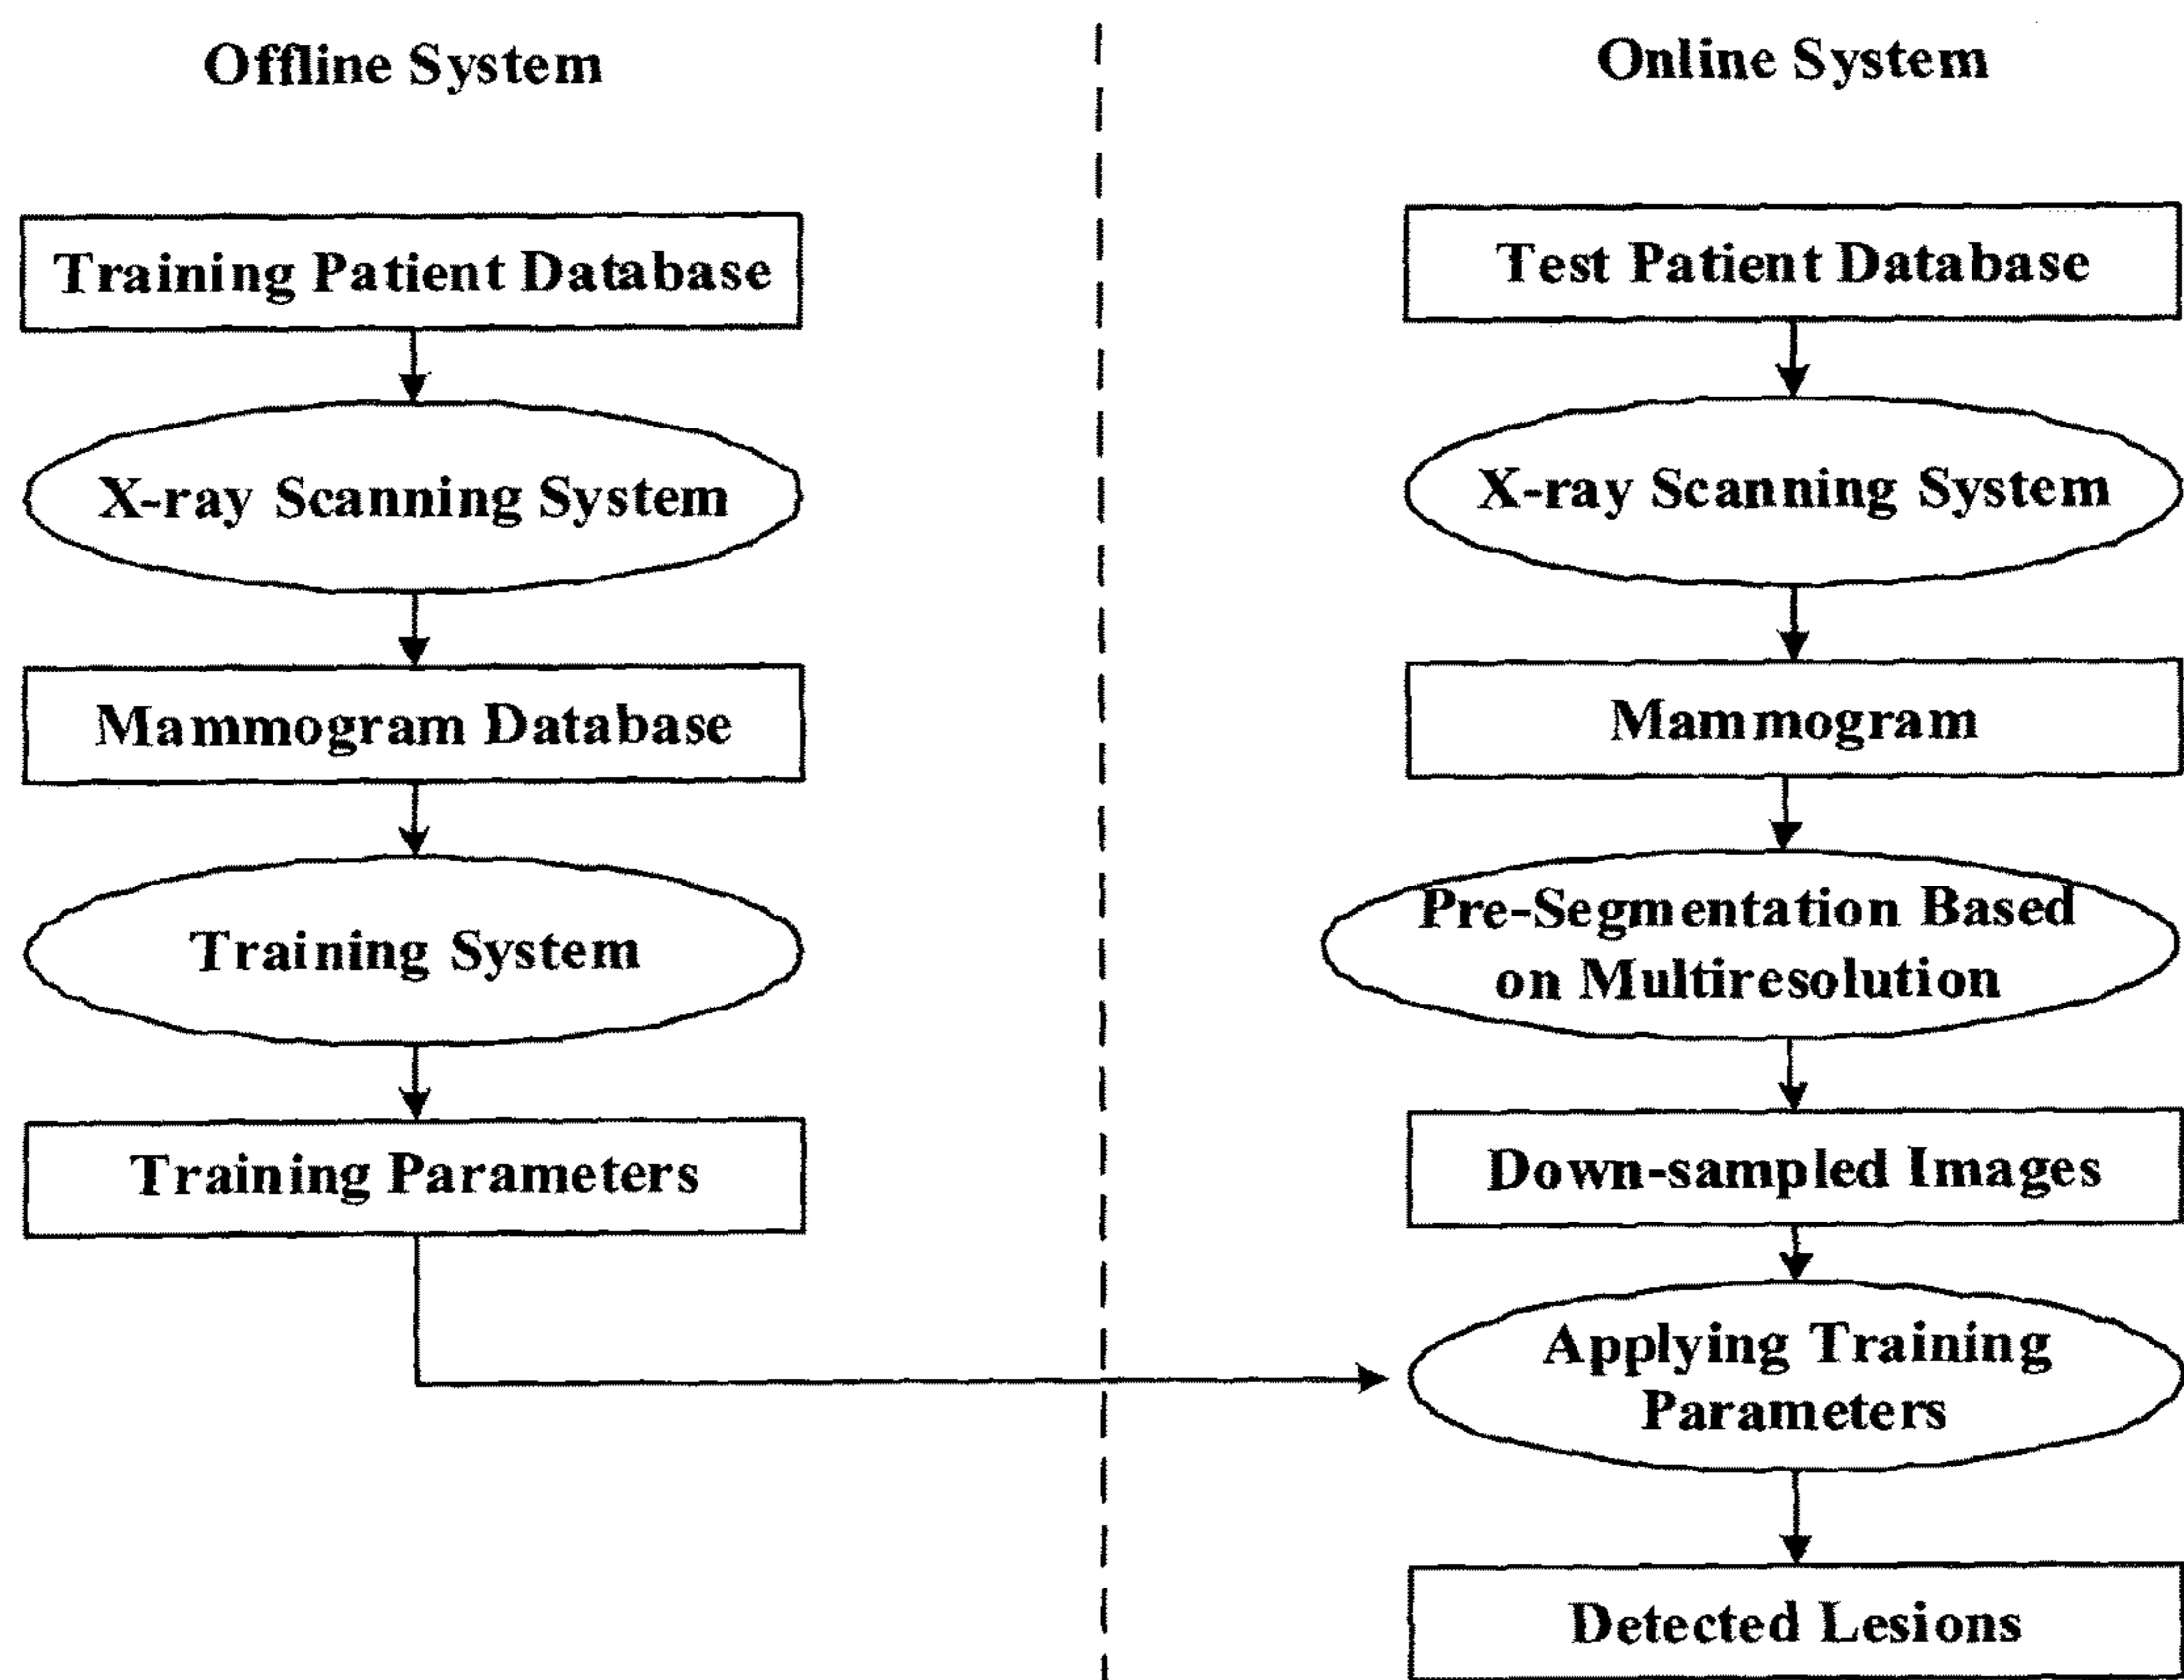 Offline System
Training Patient Database
X-ray Scanning System
Mammogram Database
Training System
Training Parameters
Online System
Test Patient Database
X-ray Scanning System
Mammogram
Pre-Segmentation Based
on Multiresolution
Down-sampled Images
Applying Training
Parameters
Detected Lesions